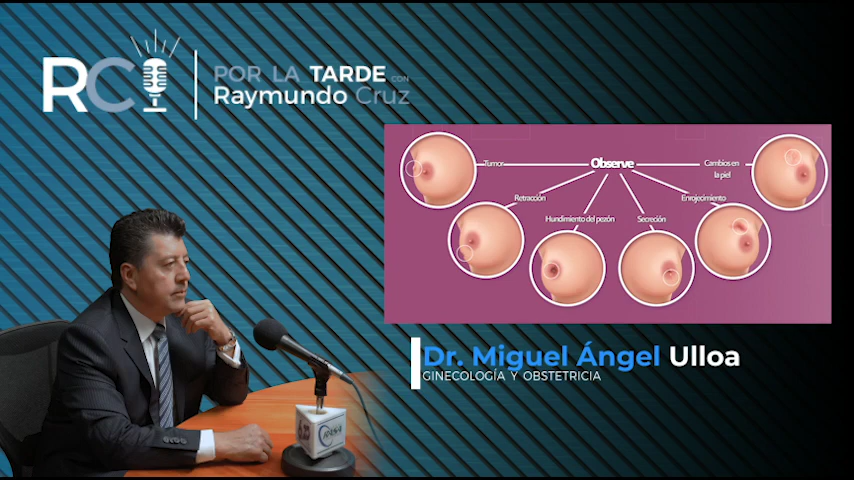 RC
POR LA TARDE CON
Raymundo Cruz
Observe
Tumor
Retracción
Hundimiento del pezón
Secreción
Enrojecimiento
Cambios en
la piel
Dr. Miguel Ángel Ulloa
GINECOLOGÍA Y OBSTETRICIA
RASA